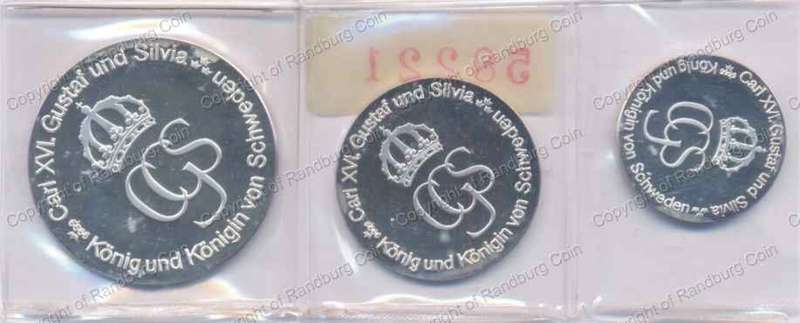 Carl XVI. Gustaf und Silvia
König und Königin von Schweden
CGS
58221
Carl XVI. Gustaf und Silvia
König und Königin von Schweden
CGS
Carl XVI. Gustaf und Silvia
König und Königin von Schweden
CGS
Copyright of Randburg Coin